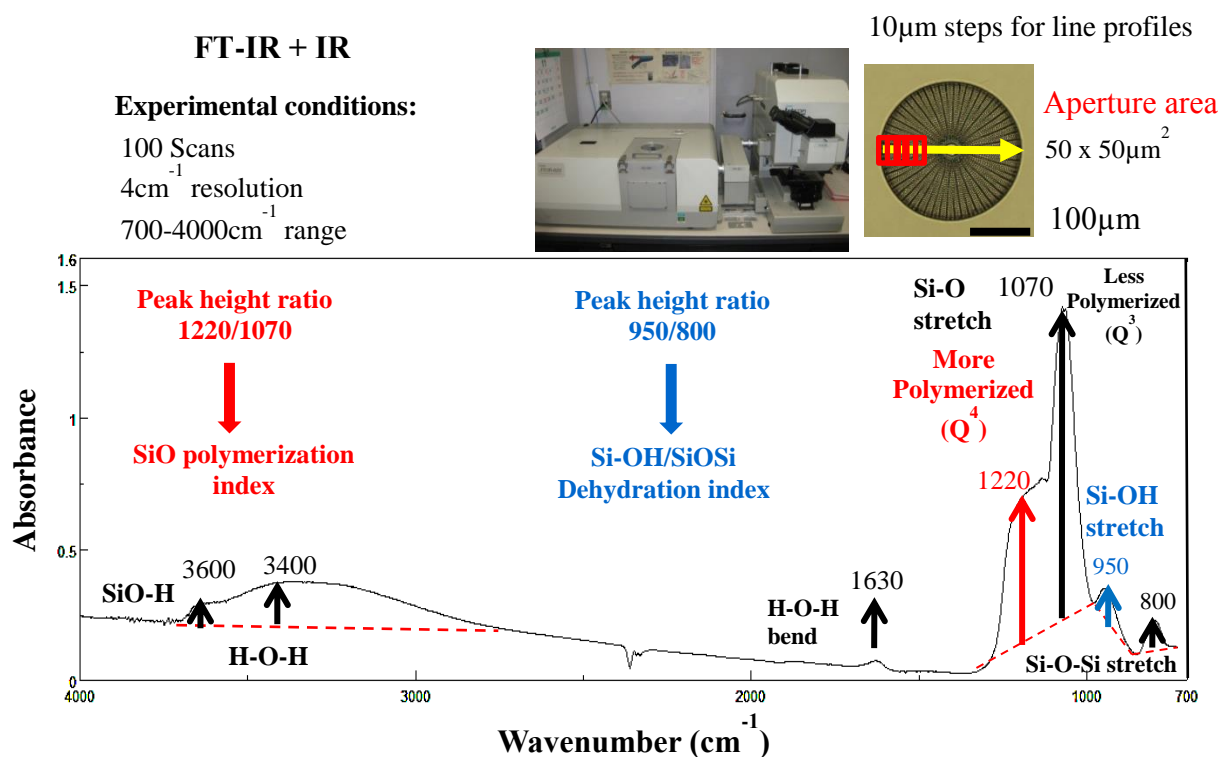 FT-IR + IR
Experimental conditions:
100 Scans
4cm⁻¹ resolution
700-4000cm⁻¹ range
10µm steps for line profiles
Aperture area
50 x 50µm²
100µm
Peak height ratio
1220/1070
SiO polymerization
index
Peak height ratio
950/800
Si-OH/SiOSi
Dehydration index
Si-O
stretch
1070
Less
Polymerized
(Q³)
More
Polymerized
(Q⁴)
1220
Si-OH
stretch
950
800
Si-O-Si stretch
SiO-H
3600
3400
H-O-H
1630
H-O-H
bend
Absorbance
1.6
1.5
1
0.5
0
4000
3000
2000
1000
700
Wavenumber (cm⁻¹)